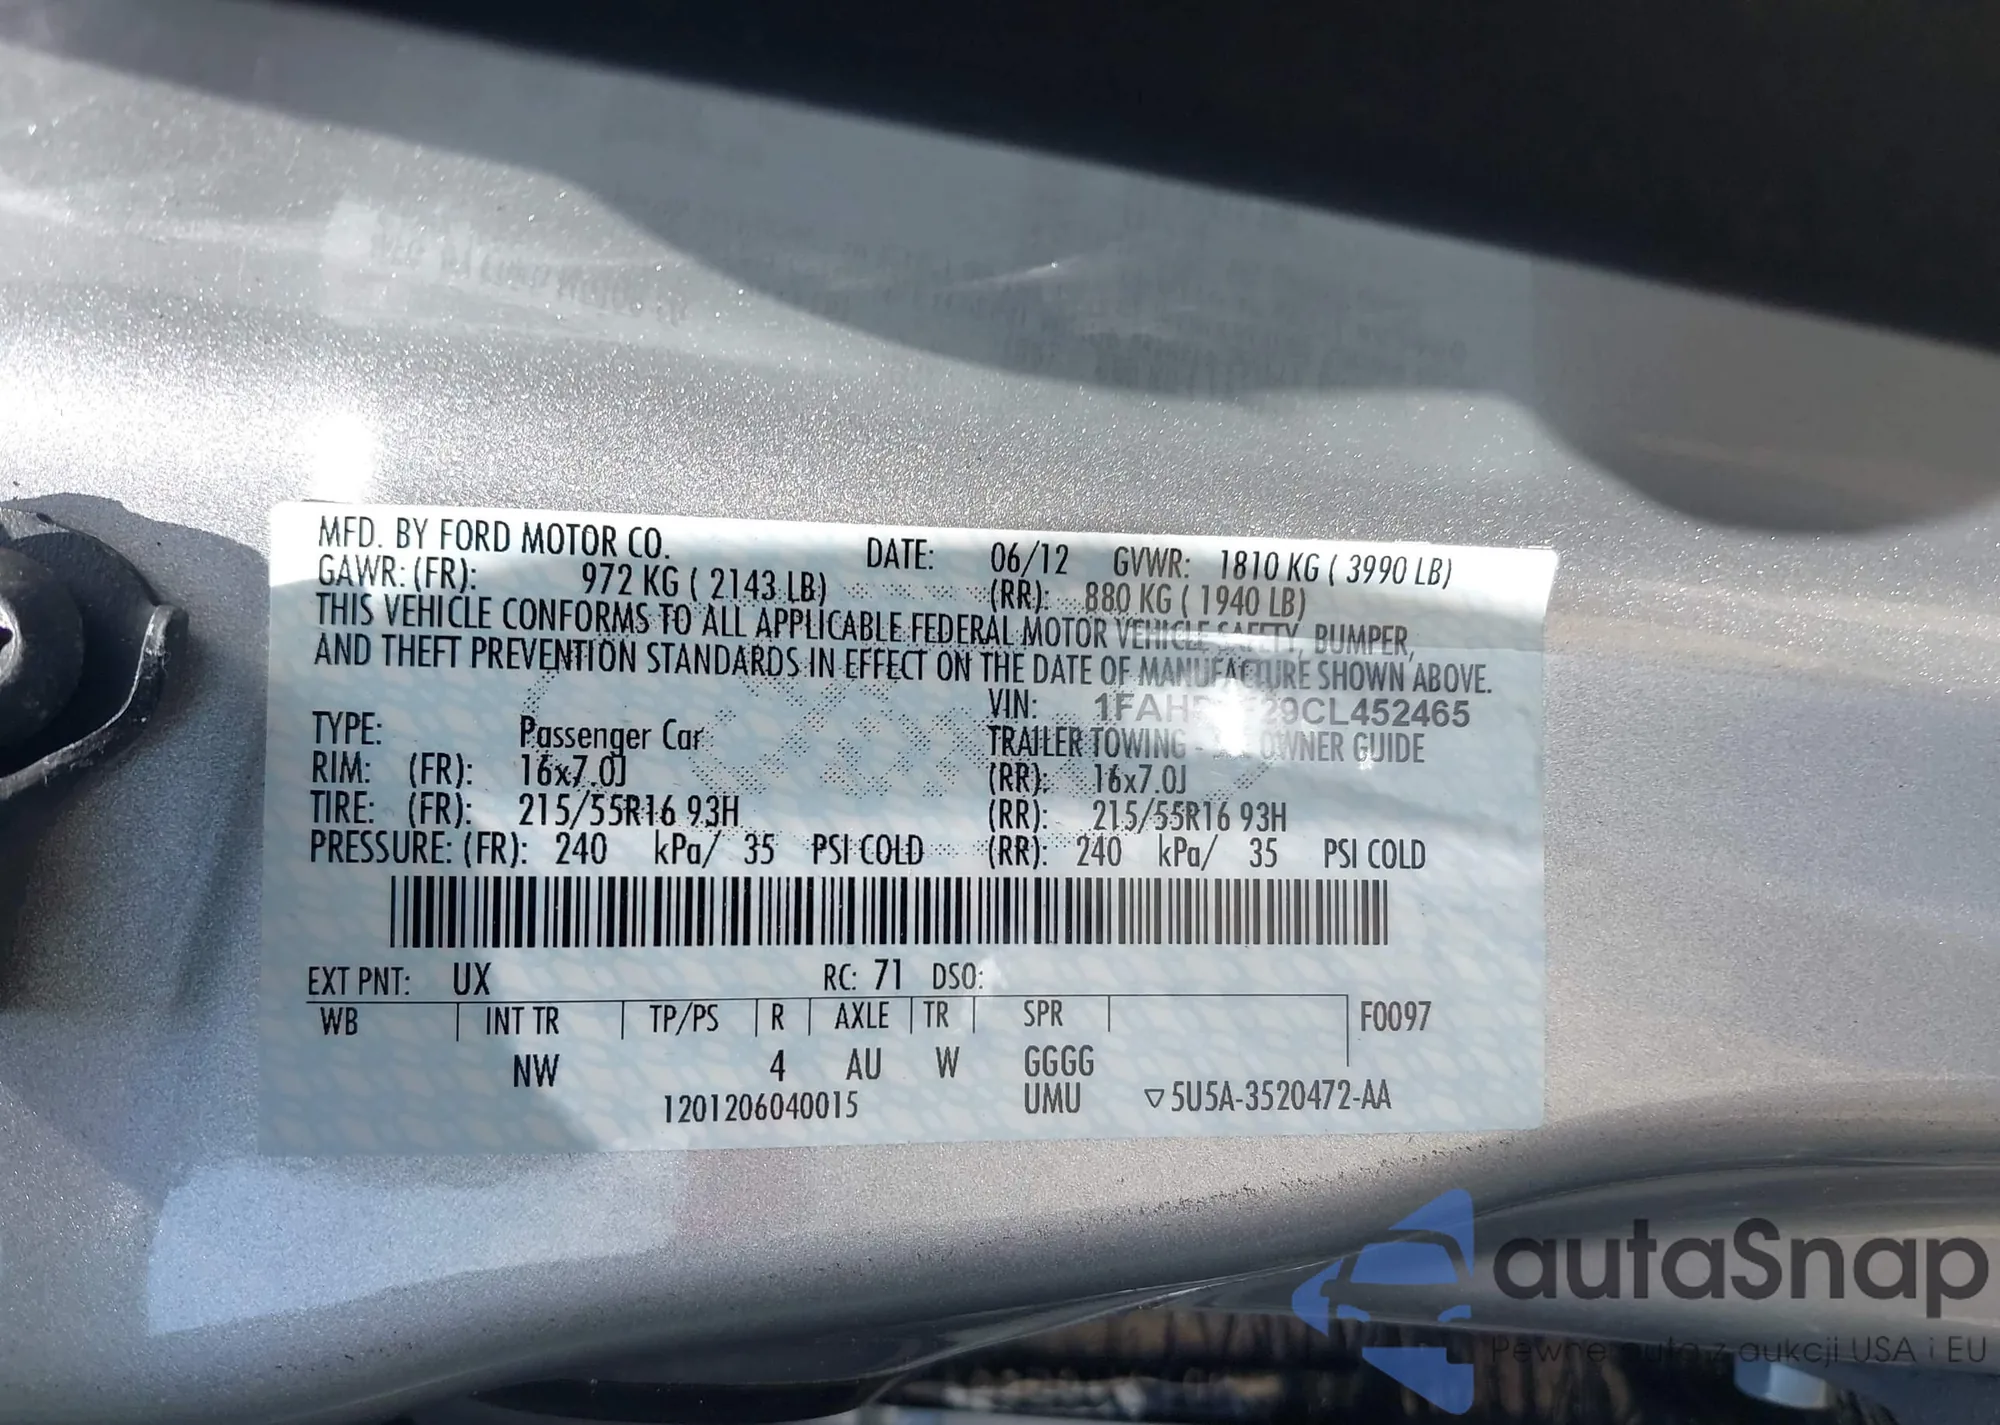 MFD. BY FORD MOTOR CO. DATE: 06/12 GVWR: 1810 KG ( 3990 LB)
GAWR: (FR): 972 KG ( 2143 LB) (RR): 880 KG ( 1940 LB)
THIS VEHICLE CONFORMS TO ALL APPLICABLE FEDERAL MOTOR VEHICLE SAFETY, BUMPER,
AND THEFT PREVENTION STANDARDS IN EFFECT ON THE DATE OF MANUFACTURE SHOWN ABOVE.
VIN:
TYPE: Passenger Car TRAILER TOWING - OWNER GUIDE
RIM: (FR): 16x7.0J (RR): 16x7.0J
TIRE: (FR): 215/55R16 93H (RR): 215/55R16 93H
PRESSURE: (FR): 240 kPa/ 35 PSI COLD (RR): 240 kPa/ 35 PSI COLD
EXT PNT: UX RC: 71 DSO:
WB INT TR TP/PS R AXLE TR SPR F0097
NW 4 AU W GGGG
1201206040015 UMU ▽5U5A-3520472-AA
autaSnap
Pewne auta z aukcji USA i EU